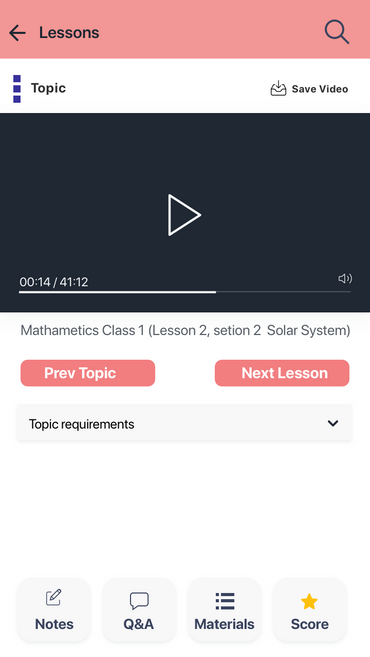 Lessons
Topic
Save Video
00:14 / 41:12
Mathametics Class 1 (Lesson 2, setion 2 Solar System)
Prev Topic
Next Lesson
Topic requirements
Notes
Q&A
Materials
Score